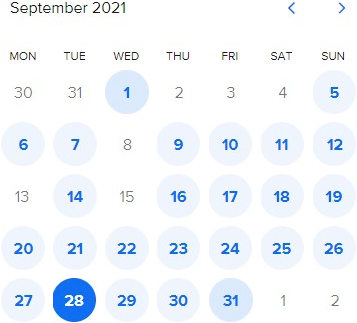 September 2021
MON TUE WED THU FRI SAT SUN
30 31 1 2 3 4 5
6 7 8 9 10 11 12
13 14 15 16 17 18 19
20 21 22 23 24 25 26
27 28 29 30 31 1 2